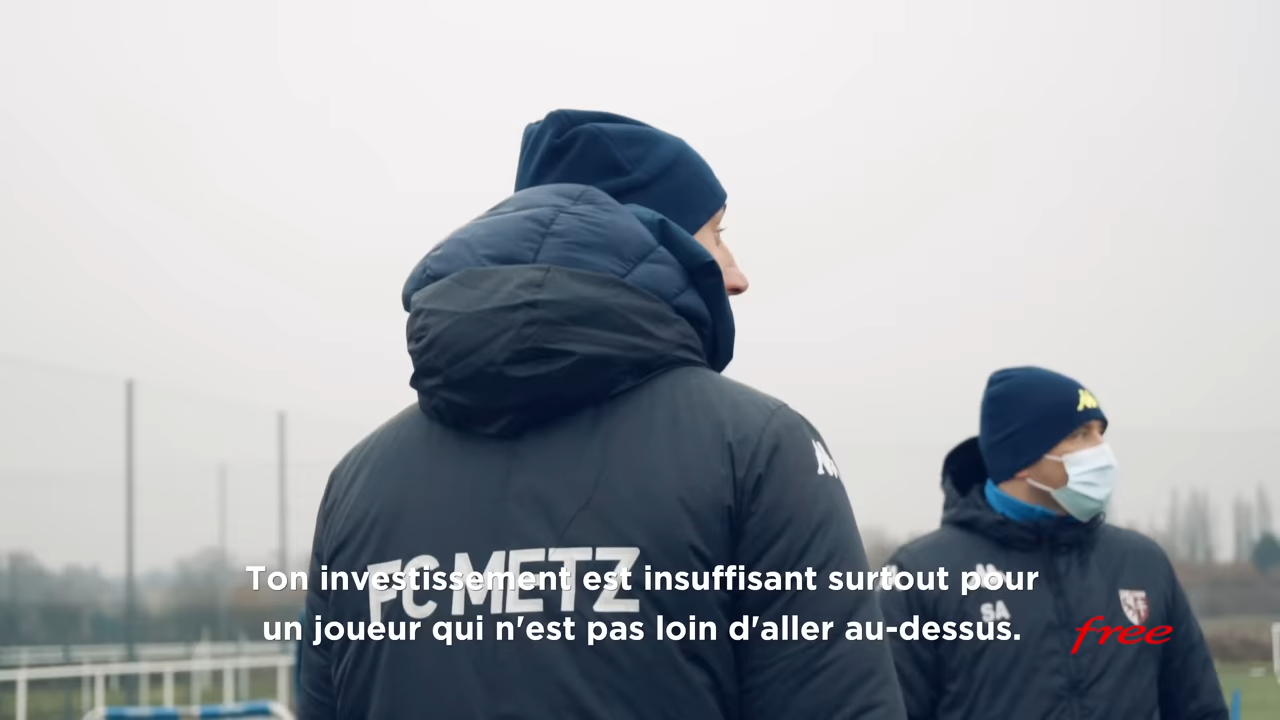 FC METZ
Ton investissement est insuffisant surtout pour
un joueur qui n'est pas loin d'aller au-dessus.
SA
free